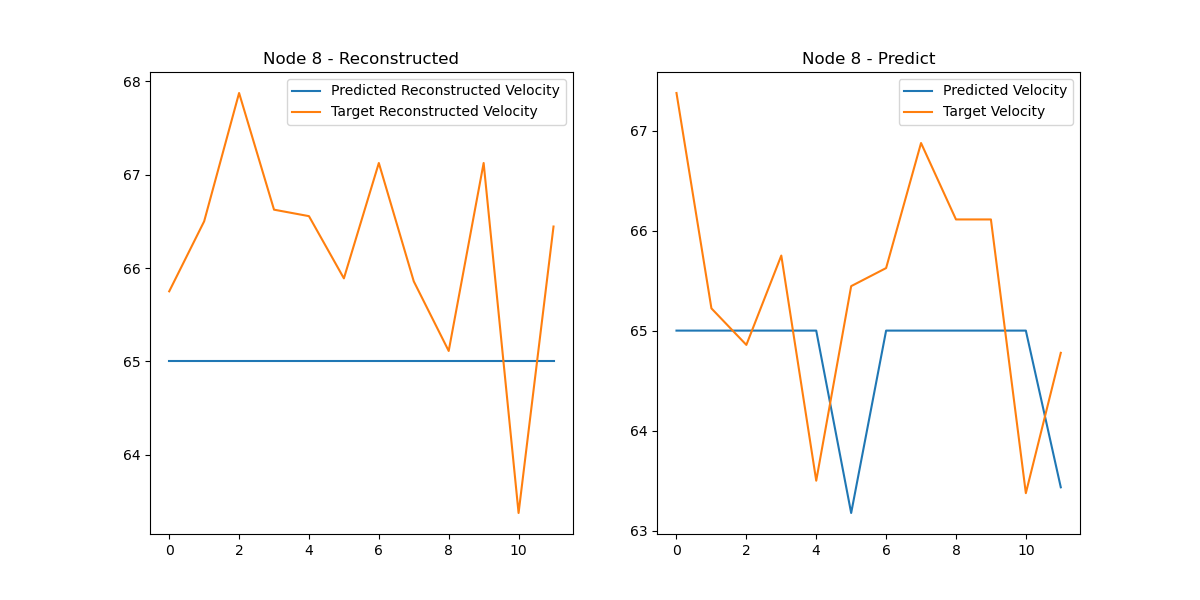 Node 8 - Reconstructed
Predicted Reconstructed Velocity
Target Reconstructed Velocity
68
67
66
65
64
0 2 4 6 8 10
Node 8 - Predict
Predicted Velocity
Target Velocity
67
66
65
64
63
0 2 4 6 8 10